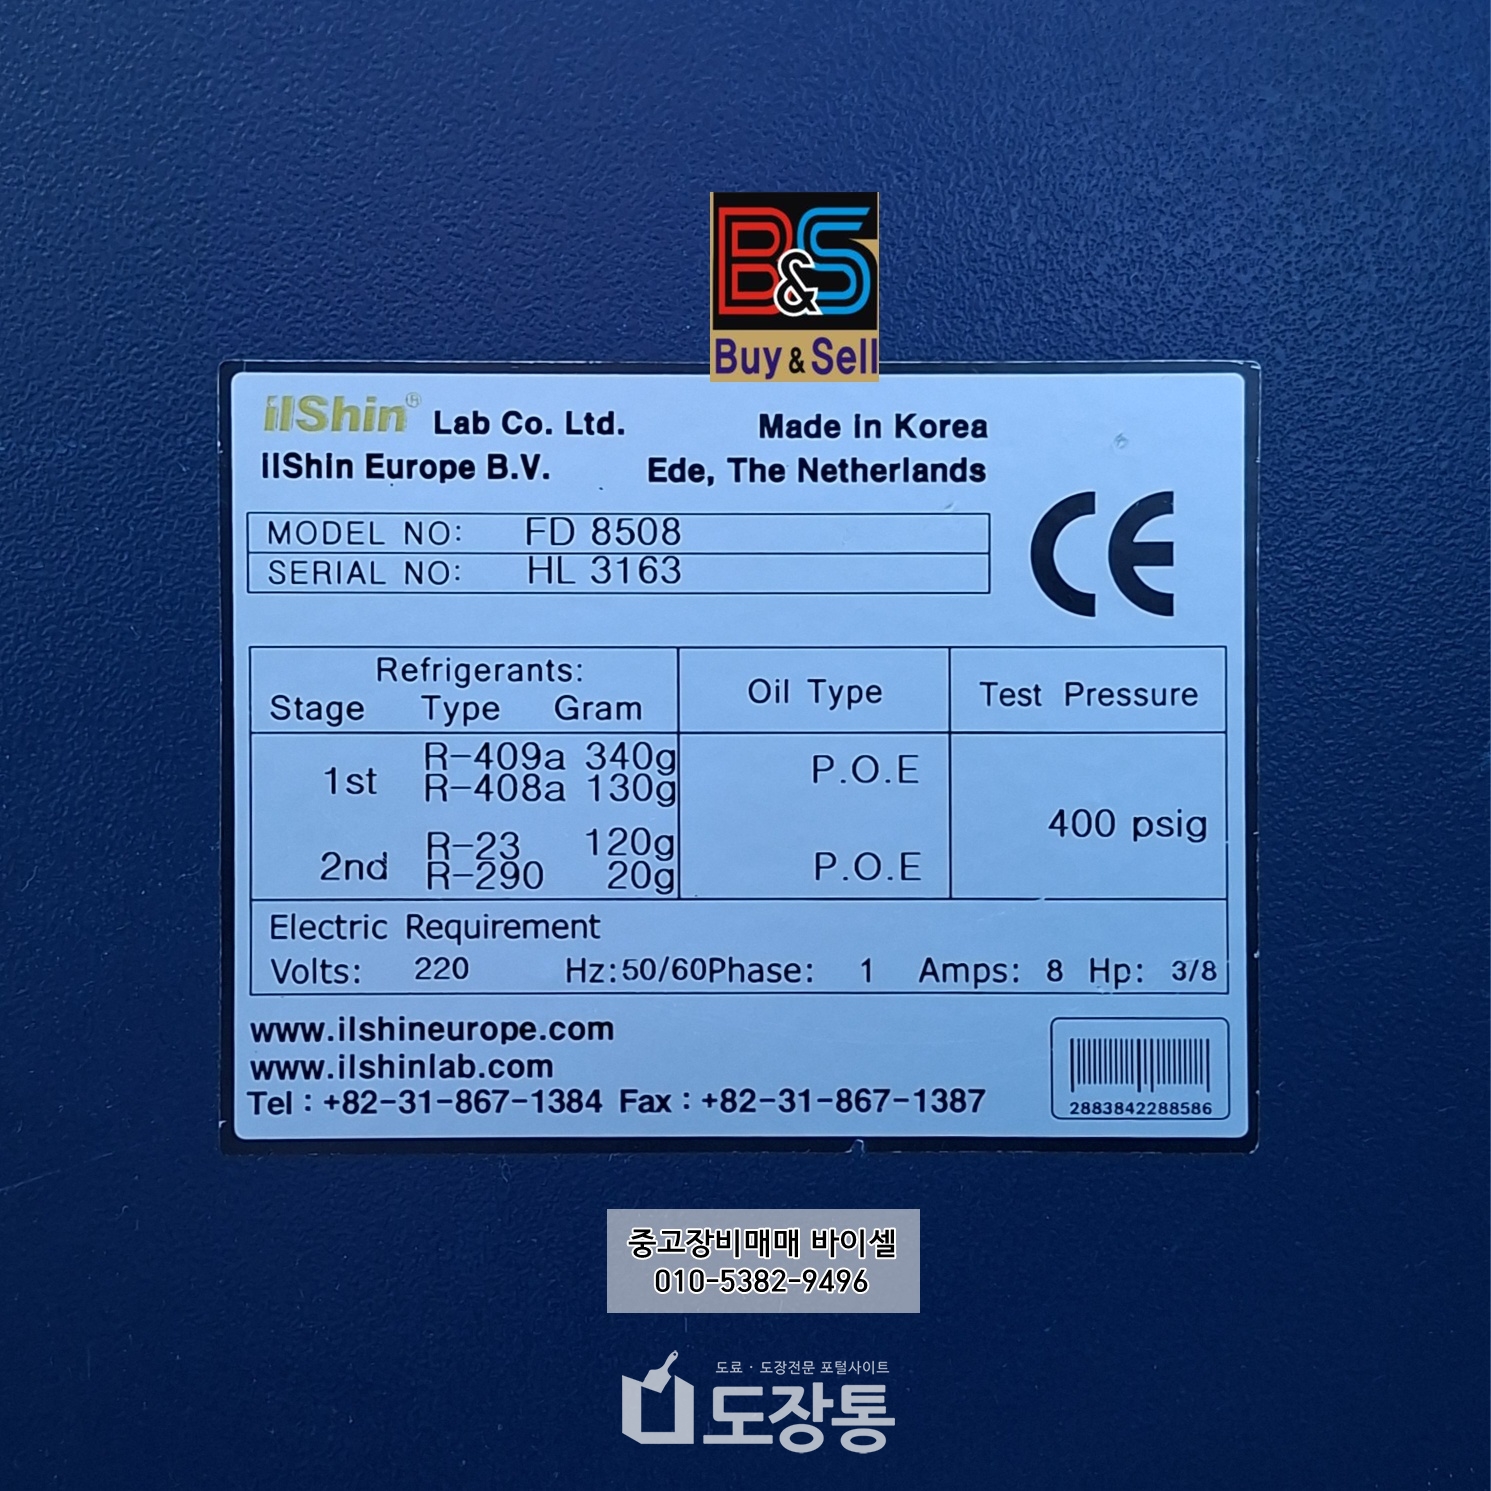 B&S
Buy & Sell
ilShin® Lab Co. Ltd. Made in Korea
ilShin Europe B.V. Ede, The Netherlands
CE
MODEL NO: FD 8508
SERIAL NO: HL 3163
Refrigerants:
Stage Type Gram Oil Type Test Pressure
1st R-409a 340g P.O.E
R-408a 130g
400 psig
2nd R-23 120g P.O.E
R-290 20g
Electric Requirement
Volts: 220 Hz:50/60Phase: 1 Amps: 8 Hp: 3/8
www.ilshineurope.com
www.ilshinlab.com
Tel : +82-31-867-1384 Fax : +82-31-867-1387
2883842288586
중고장비매매 바이셀
010-5382-9496
도료 · 도장전문 포털사이트
도장통